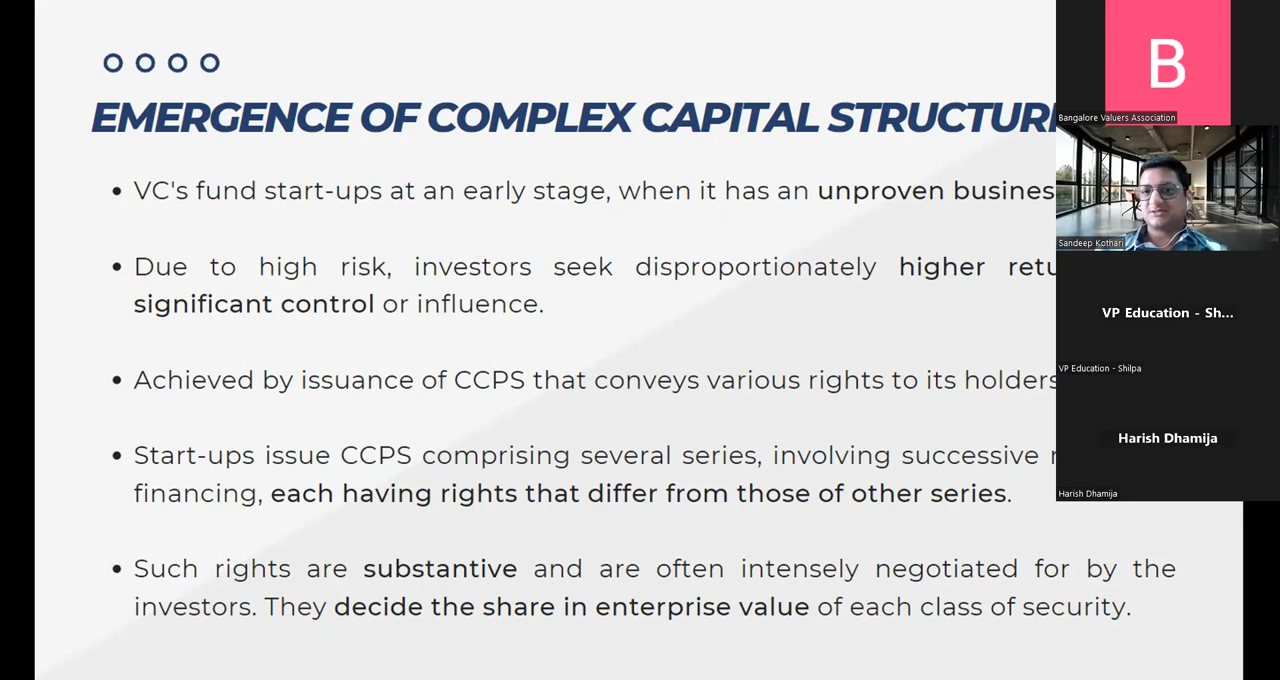 EMERGENCE OF COMPLEX CAPITAL
VC's fund start-ups at an early stage, when it has an unproven
Due to high risk, investors seek disproportionately higher
significant control or influence.
Achieved by issuance of CCPS that conveys various rights to its holders
Start-ups issue CCPS comprising several series, involving successive
financing, each having rights that differ from those of other series.
Such rights are substantive and are often intensely negotiated for by the
investors. They decide the share in enterprise value of each class of security.
B
Bangalore Valuers Association
Sandeep Kothari
VP Education - Sh...
VP Education - Shilpa
Harish Dhamija
Harish Dhamija